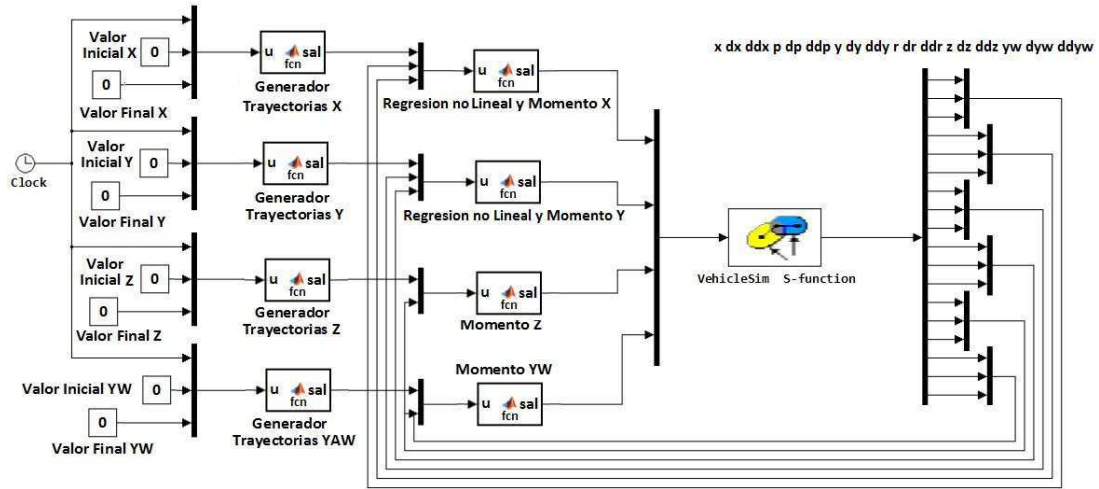 x dx ddx p dp ddp y dy ddy r dr ddr z dz ddz yw dyw ddyw
Valor
Inicial X
0
0
Valor Final X
u sal
fcn
Generador
Trayectorias X
u sal
fcn
Regresion no Lineal y Momento X
Clock
Valor
Inicial Y
0
0
Valor Final Y
u sal
fcn
Generador
Trayectorias Y
u sal
fcn
Regresion no Lineal y Momento Y
VehicleSim S-function
Valor
Inicial Z
0
0
Valor Final Z
u sal
fcn
Generador
Trayectorias Z
u sal
fcn
Momento Z
Valor Inicial YW
0
0
Valor Final YW
u sal
fcn
Generador
Trayectorias YAW
Momento YW
u sal
fcn